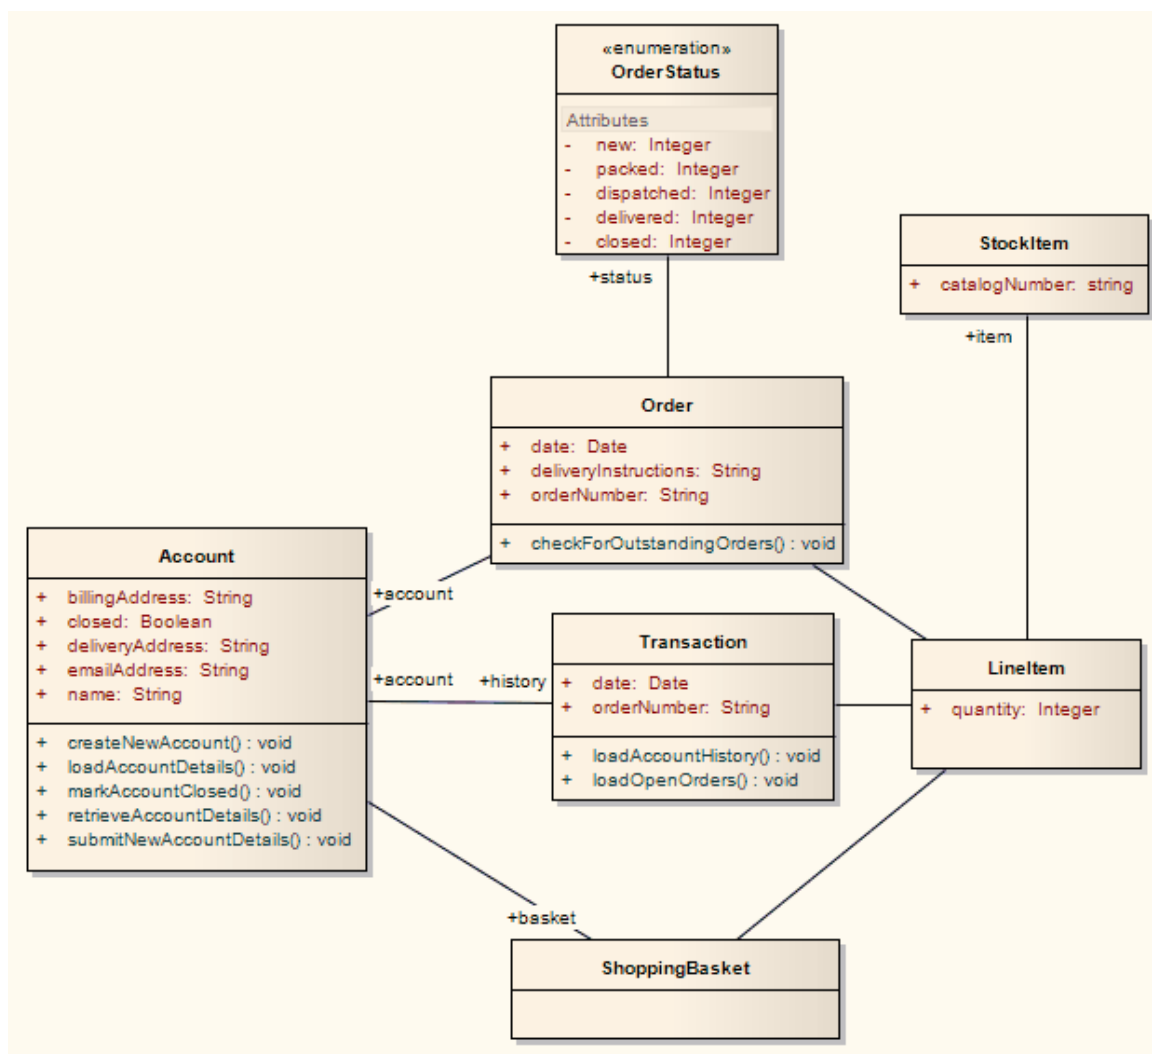 «enumeration»
OrderStatus
Attributes
- new: Integer
- packed: Integer
- dispatched: Integer
- delivered: Integer
- closed: Integer
+status
StockItem
+ catalogNumber: string
+item
Order
+ date: Date
+ deliveryInstructions: String
+ orderNumber: String
+ checkForOutstandingOrders() : void
Account
+ billingAddress: String
+ closed: Boolean
+ deliveryAddress: String
+ emailAddress: String
+ name: String
+ createNewAccount() : void
+ loadAccountDetails() : void
+ markAccountClosed() : void
+ retrieveAccountDetails() : void
+ submitNewAccountDetails() : void
+account
+account
+history
Transaction
+ date: Date
+ orderNumber: String
+ loadAccountHistory() : void
+ loadOpenOrders() : void
LineItem
+ quantity: Integer
+basket
ShoppingBasket